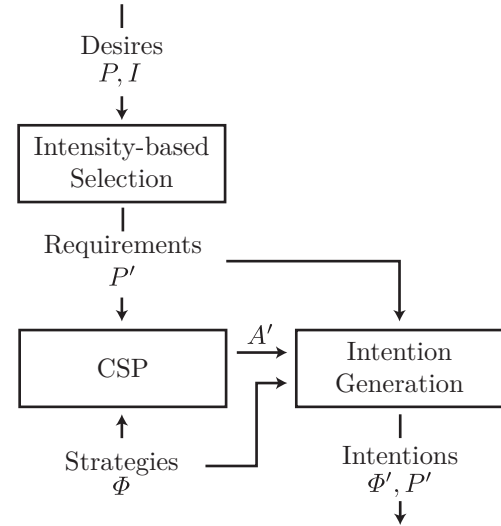 Desires
P, I
Intensity-based
Selection
Requirements
P′
CSP
A′
Intention
Generation
Strategies
Φ
Intentions
Φ′, P′